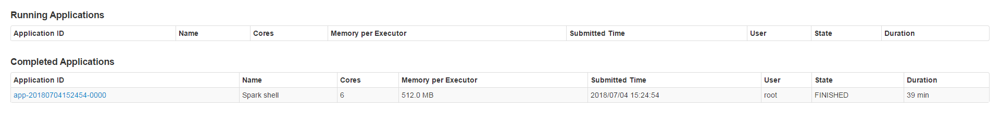 Running Applications
Application ID Name Cores Memory per Executor Submitted Time User State Duration
Completed Applications
Application ID Name Cores Memory per Executor Submitted Time User State Duration
app-20180704152454-0000 Spark shell 6 512.0 MB 2018/07/04 15:24:54 root FINISHED 39 min